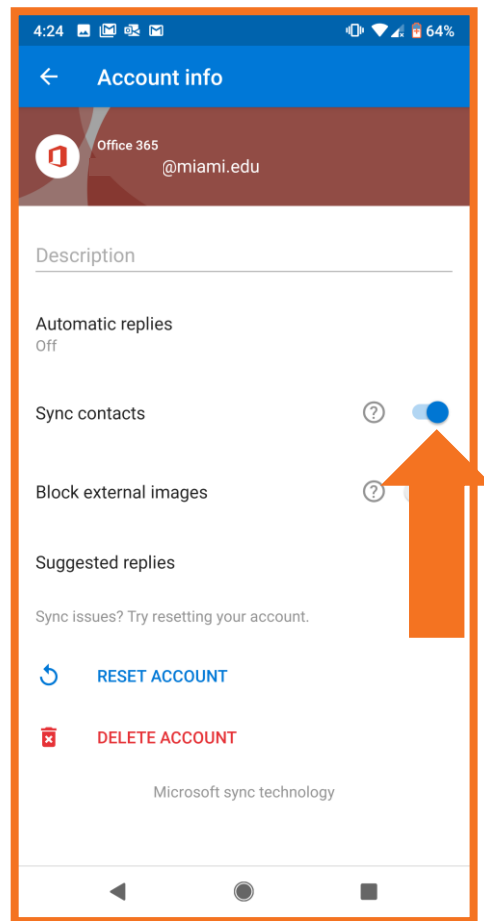 4:24 64%
Account info
Office 365
@miami.edu
Description
Automatic replies
Off
Sync contacts
Block external images
Suggested replies
Sync issues? Try resetting your account.
RESET ACCOUNT
DELETE ACCOUNT
Microsoft sync technology